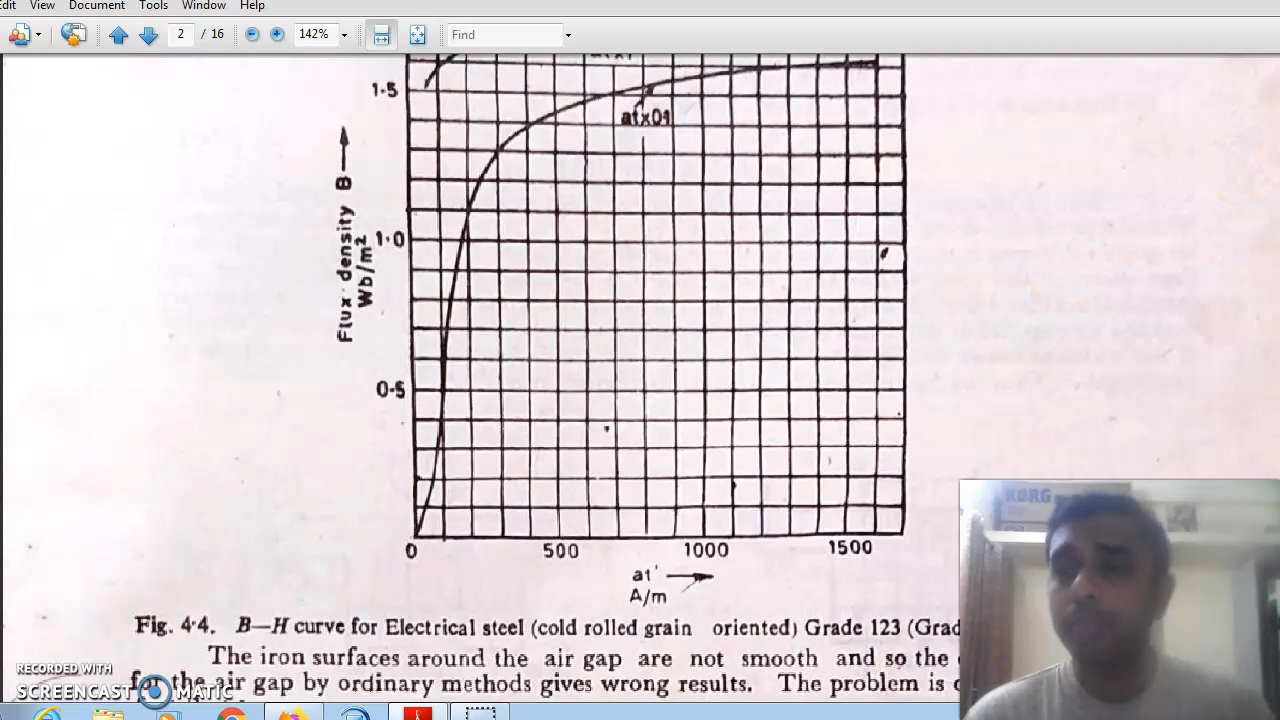 dit View Document Tools Window Help
2 / 16 142% Find
1·5
atx01
Flux·density B
Wb/m²
1·0
0·5
0 500 1000 1500
at'
A/m
KORG
Fig. 4·4. B—H curve for Electrical steel (cold rolled grain oriented) Grade 123 (Grad
The iron surfaces around the air gap are not smooth and so the
for the air gap by ordinary methods gives wrong results. The problem is
RECORDED WITH
SCREENCAST MATIC